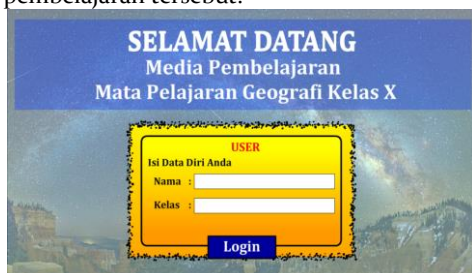 pembelajaran tersebut.
SELAMAT DATANG
Media Pembelajaran
Mata Pelajaran Geografi Kelas X
USER
Isi Data Diri Anda
Nama :
Kelas :
Login